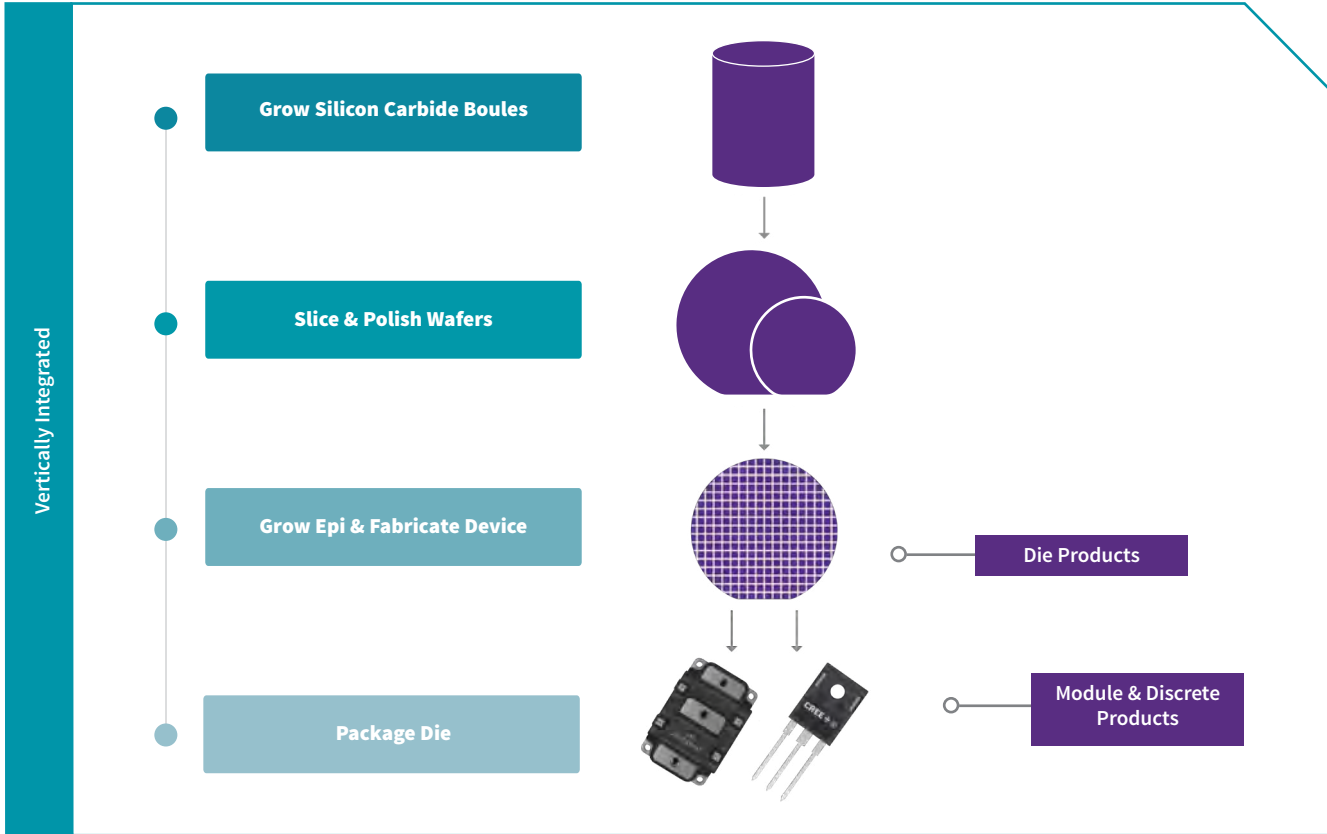 Vertically Integrated
Grow Silicon Carbide Boules
Slice & Polish Wafers
Grow Epi & Fabricate Device
Die Products
Package Die
CREE
Module & Discrete
Products